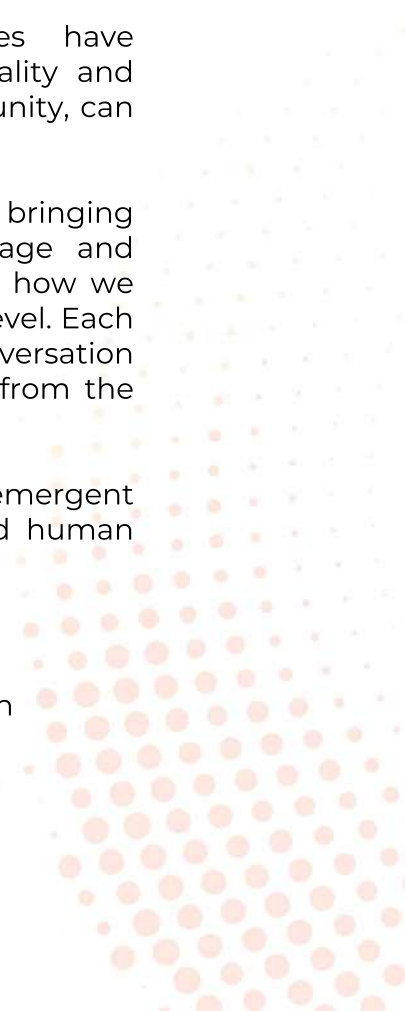 es have
ality and
unity, can
bringing
age and
how we
evel. Each
versation
from the
emergent
d human
n